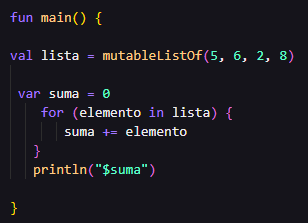 fun main() {
val lista = mutableListOf(5, 6, 2, 8)
var suma = 0
for (elemento in lista) {
suma += elemento
}
println("$suma")
}